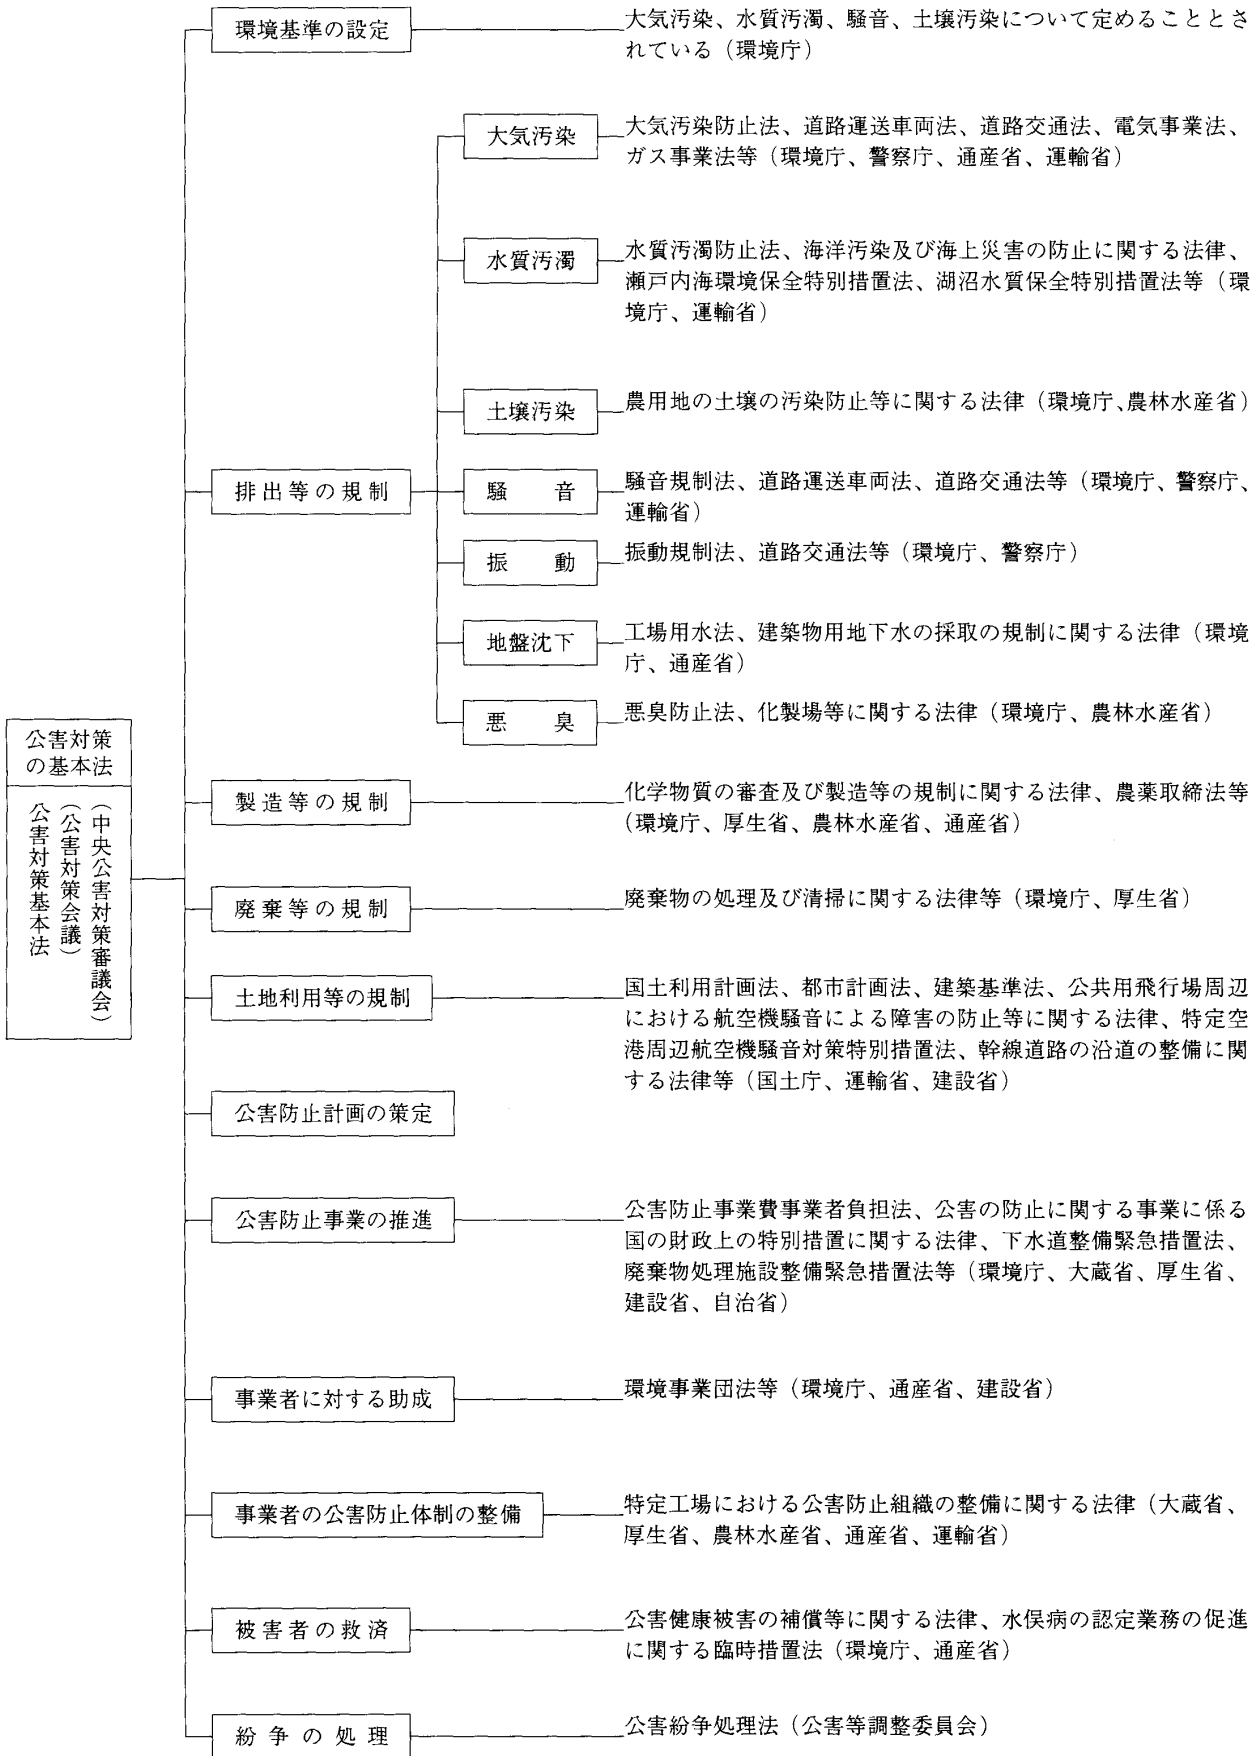 環境基準の設定
大気汚染、水質汚濁、騒音、土壌汚染について定めることとさ
れている（環境庁）
大気汚染
大気汚染防止法、道路運送車両法、道路交通法、電気事業法、
ガス事業法等（環境庁、警察庁、通産省、運輸省）
水質汚濁
水質汚濁防止法、海洋汚染及び海上災害の防止に関する法律、
瀬戸内海環境保全特別措置法、湖沼水質保全特別措置法等（環
境庁、運輸省）
土壌汚染
農用地の土壌の汚染防止等に関する法律（環境庁、農林水産省）
排出等の規制
騒音
騒音規制法、道路運送車両法、道路交通法等（環境庁、警察庁、
運輸省）
振動
振動規制法、道路交通法等（環境庁、警察庁）
地盤沈下
工場用水法、建築物用地下水の採取の規制に関する法律（環境
庁、通産省）
悪臭
悪臭防止法、化製場等に関する法律（環境庁、農林水産省）
公害対策
の基本法
（中央公害対策審議会）
（公害対策会議）
公害対策基本法
製造等の規制
化学物質の審査及び製造等の規制に関する法律、農薬取締法等
（環境庁、厚生省、農林水産省、通産省）
廃棄等の規制
廃棄物の処理及び清掃に関する法律等（環境庁、厚生省）
土地利用等の規制
国土利用計画法、都市計画法、建築基準法、公共用飛行場周辺
における航空機騒音による障害の防止等に関する法律、特定空
港周辺航空機騒音対策特別措置法、幹線道路の沿道の整備に関
する法律等（国土庁、運輸省、建設省）
公害防止計画の策定
公害防止事業の推進
公害防止事業費事業者負担法、公害の防止に関する事業に係る
国の財政上の特別措置に関する法律、下水道整備緊急措置法、
廃棄物処理施設整備緊急措置法等（環境庁、大蔵省、厚生省、
建設省、自治省）
事業者に対する助成
環境事業団法等（環境庁、通産省、建設省）
事業者の公害防止体制の整備
特定工場における公害防止組織の整備に関する法律（大蔵省、
厚生省、農林水産省、通産省、運輸省）
被害者の救済
公害健康被害の補償等に関する法律、水俣病の認定業務の促進
に関する臨時措置法（環境庁、通産省）
紛争の処理
公害紛争処理法（公害等調整委員会）